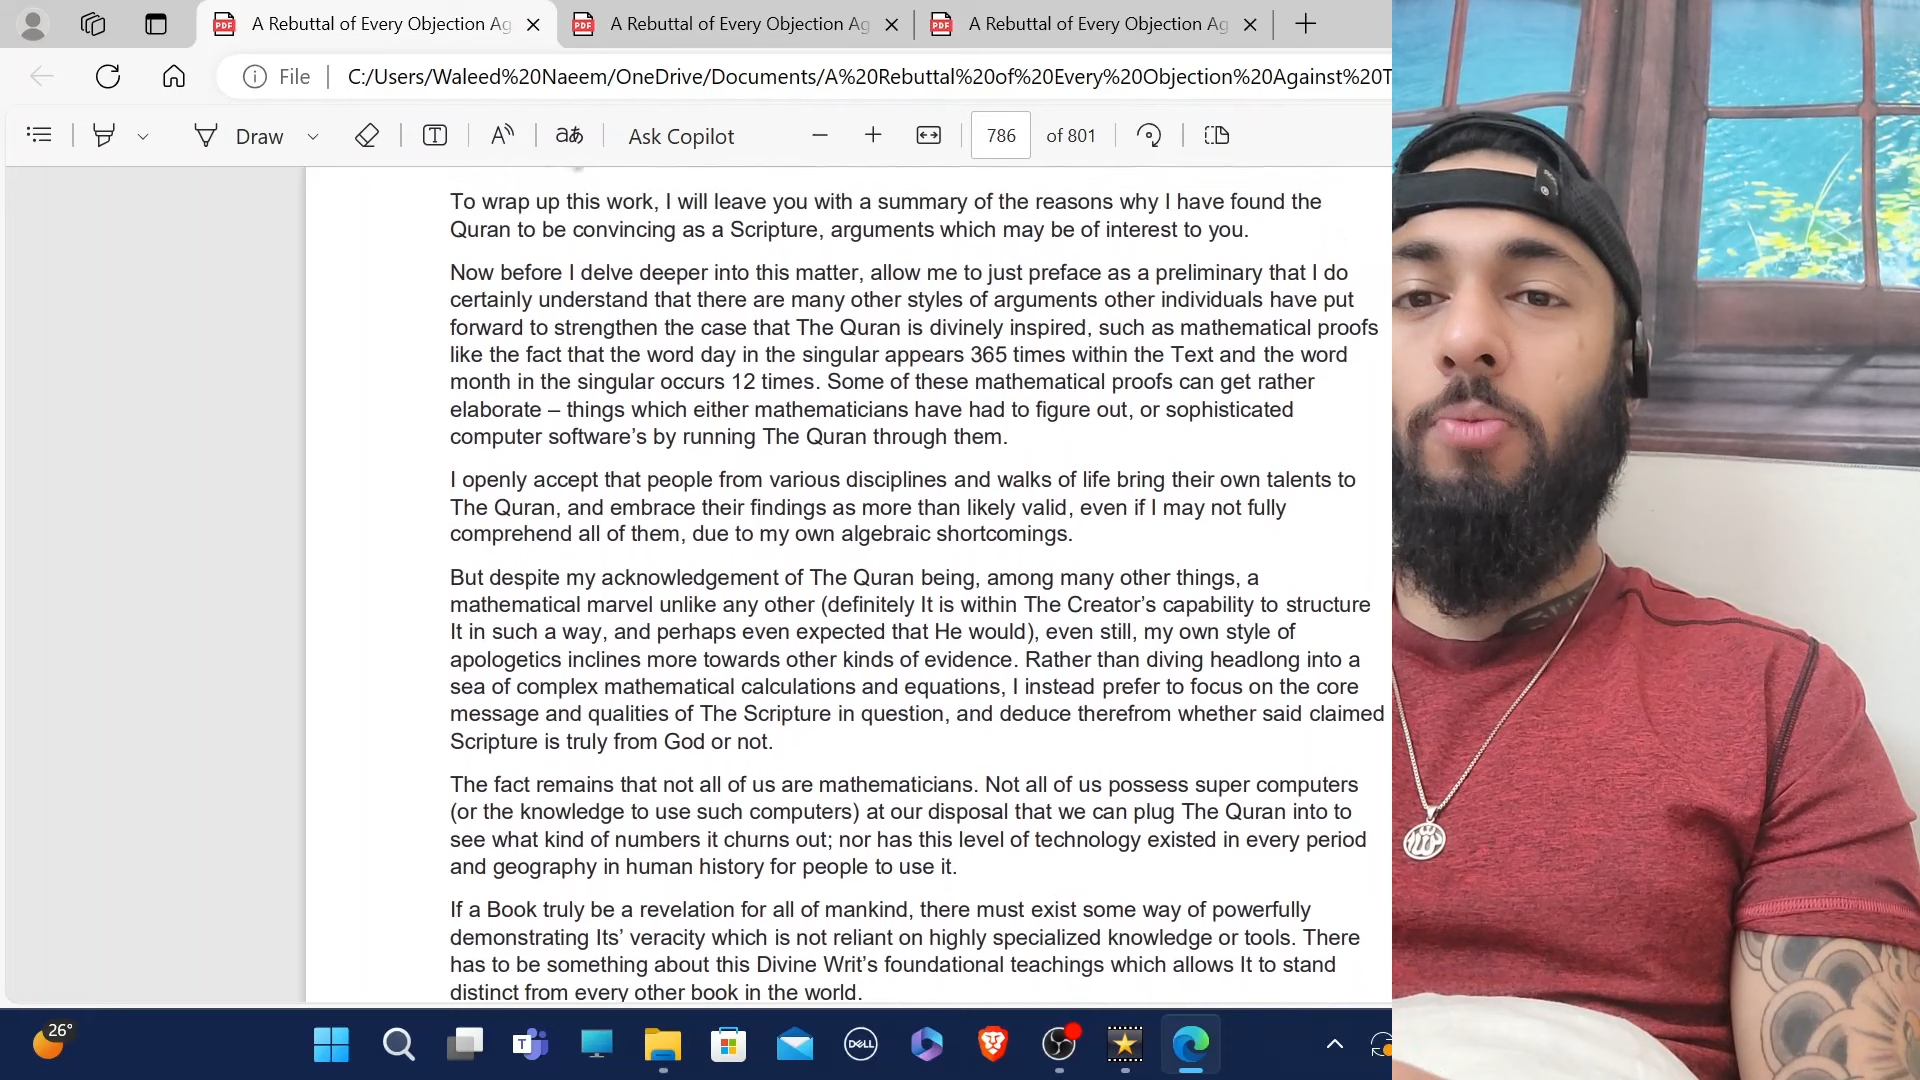 A Rebuttal of Every Objection Ag
A Rebuttal of Every Objection Ag
A Rebuttal of Every Objection Ag
File
C:/Users/Waleed%20Naeem/OneDrive/Documents/A%20Rebuttal%20of%20Every%20Objection%20Against%20T
Draw
Ask Copilot
786 of 801
To wrap up this work, I will leave you with a summary of the reasons why I have found the
Quran to be convincing as a Scripture, arguments which may be of interest to you.
Now before I delve deeper into this matter, allow me to just preface as a preliminary that I do
certainly understand that there are many other styles of arguments other individuals have put
forward to strengthen the case that The Quran is divinely inspired, such as mathematical proofs
like the fact that the word day in the singular appears 365 times within the Text and the word
month in the singular occurs 12 times. Some of these mathematical proofs can get rather
elaborate – things which either mathematicians have had to figure out, or sophisticated
computer software's by running The Quran through them.
I openly accept that people from various disciplines and walks of life bring their own talents to
The Quran, and embrace their findings as more than likely valid, even if I may not fully
comprehend all of them, due to my own algebraic shortcomings.
But despite my acknowledgement of The Quran being, among many other things, a
mathematical marvel unlike any other (definitely It is within The Creator's capability to structure
It in such a way, and perhaps even expected that He would), even still, my own style of
apologetics inclines more towards other kinds of evidence. Rather than diving headlong into a
sea of complex mathematical calculations and equations, I instead prefer to focus on the core
message and qualities of The Scripture in question, and deduce therefrom whether said claimed
Scripture is truly from God or not.
The fact remains that not all of us are mathematicians. Not all of us possess super computers
(or the knowledge to use such computers) at our disposal that we can plug The Quran into to
see what kind of numbers it churns out; nor has this level of technology existed in every period
and geography in human history for people to use it.
If a Book truly be a revelation for all of mankind, there must exist some way of powerfully
demonstrating Its' veracity which is not reliant on highly specialized knowledge or tools. There
has to be something about this Divine Writ's foundational teachings which allows It to stand
distinct from every other book in the world.
26°
DELL